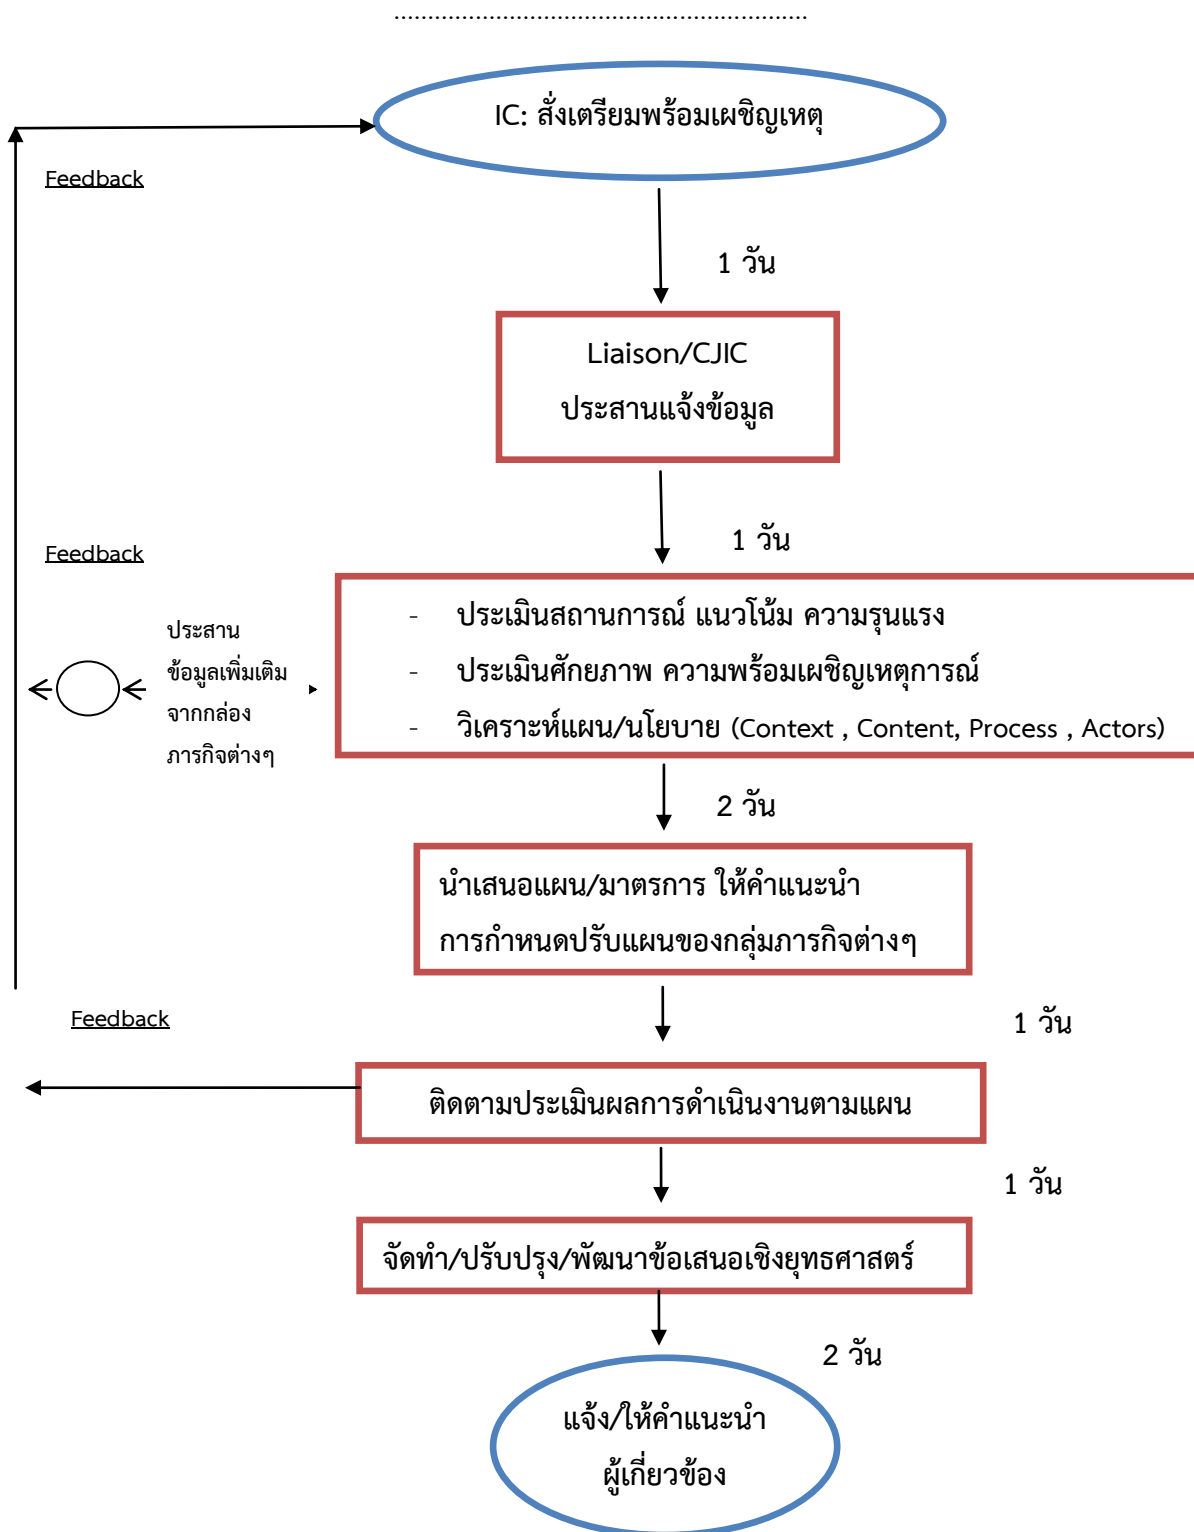 ............................................................
IC: สั่งเตรียมพร้อมเผชิญเหตุ
Feedback
1 วัน
Liaison/CJIC
ประสานแจ้งข้อมูล
1 วัน
Feedback
ประสาน
ข้อมูลเพิ่มเติม
จากกล่อง
ภารกิจต่างๆ
- ประเมินสถานการณ์ แนวโน้ม ความรุนแรง
- ประเมินศักยภาพ ความพร้อมเผชิญเหตุการณ์
- วิเคราะห์แผน/นโยบาย (Context , Content, Process , Actors)
2 วัน
นำเสนอแผน/มาตรการ ให้คำแนะนำ
การกำหนดปรับแผนของกลุ่มภารกิจต่างๆ
Feedback
1 วัน
ติดตามประเมินผลการดำเนินงานตามแผน
1 วัน
จัดทำ/ปรับปรุง/พัฒนาข้อเสนอเชิงยุทธศาสตร์
2 วัน
แจ้ง/ให้คำแนะนำ
ผู้เกี่ยวข้อง